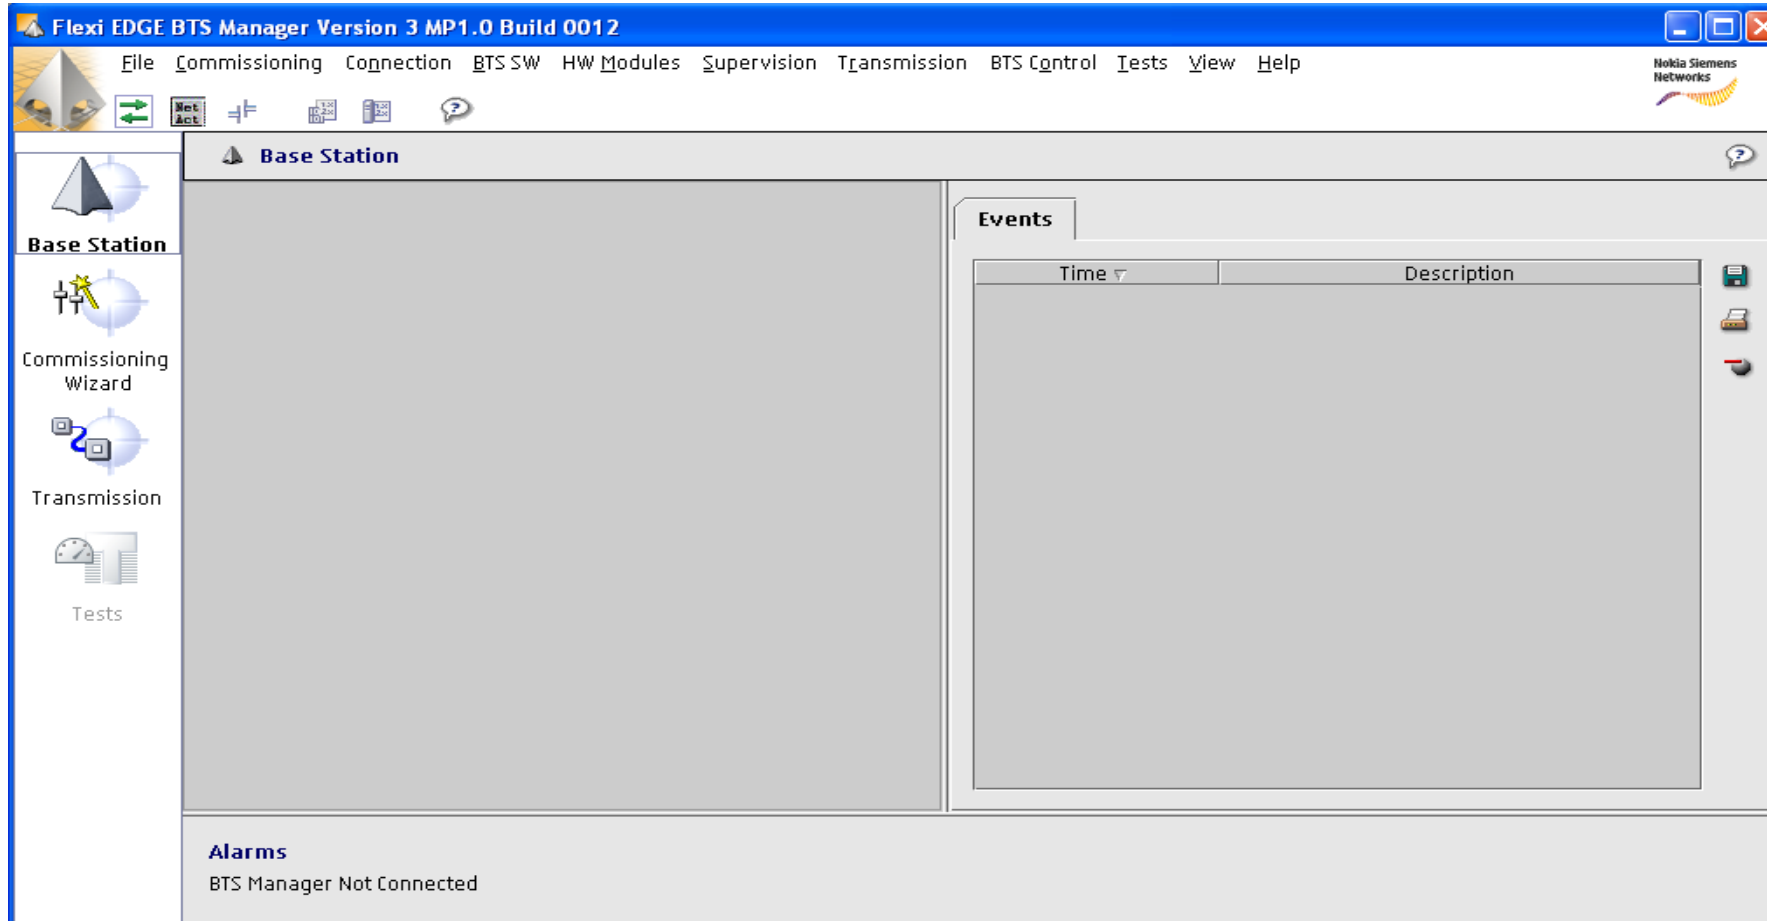 Flexi EDGE BTS Manager Version 3 MP1.0 Build 0012
File Commissioning Connection BTS SW HW Modules Supervision Transmission BTS Control Tests View Help
Nokia Siemens
Networks
Net
Act
Base Station
Base Station
Commissioning
Wizard
Transmission
Tests
Events
Time Description
Alarms
BTS Manager Not Connected